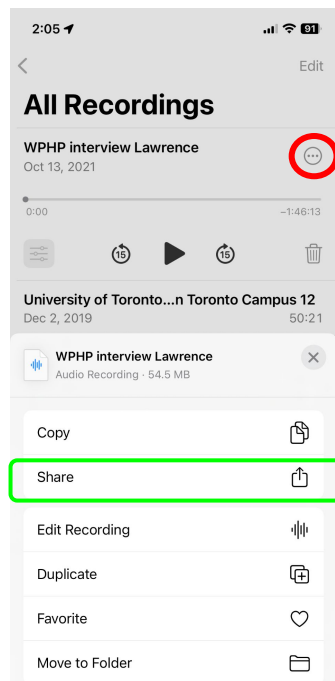 2:05
91
Edit
All Recordings
WPHP interview Lawrence
Oct 13, 2021
0:00 −1:46:13
15 15
University of Toronto...n Toronto Campus 12
Dec 2, 2019 50:21
WPHP interview Lawrence
Audio Recording · 54.5 MB
Copy
Share
Edit Recording
Duplicate
Favorite
Move to Folder